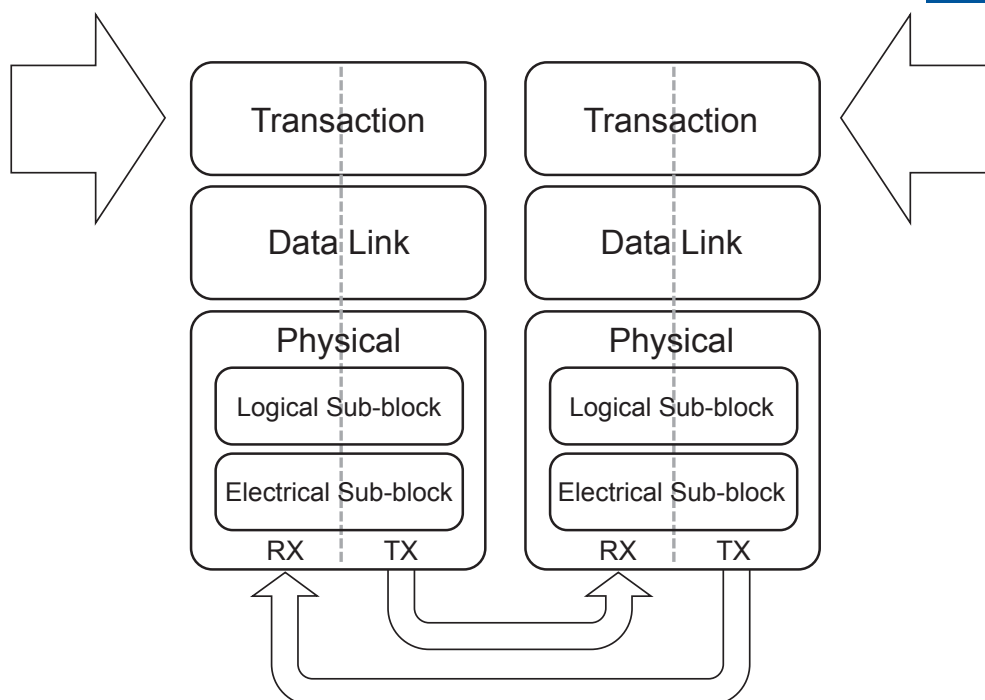 Transaction
Data Link
Physical
Logical Sub-block
Electrical Sub-block
RX TX
Transaction
Data Link
Physical
Logical Sub-block
Electrical Sub-block
RX TX